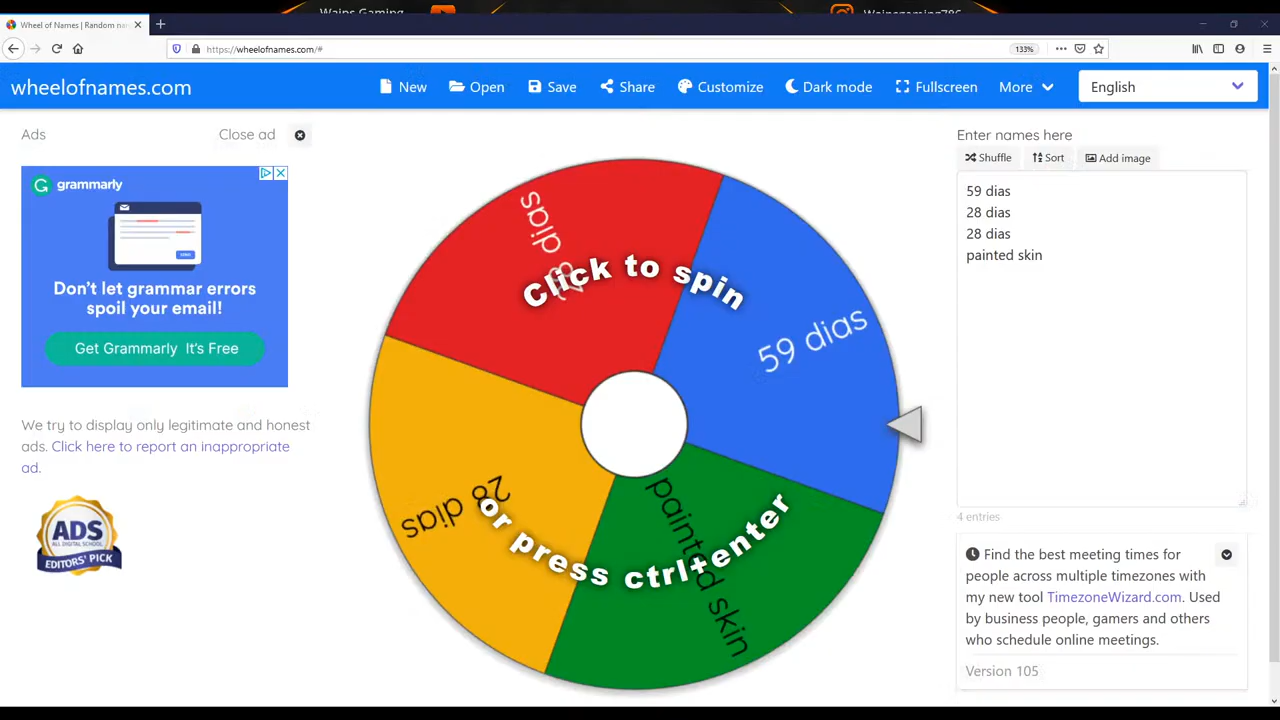 Waips Gaming
Waipsgaming786
Wheel of Names | Random na
https://wheelofnames.com/#
133%
wheelofnames.com
New
Open
Save
Share
Customize
Dark mode
Fullscreen
More
English
Ads
Close ad
grammarly
Don't let grammar errors
spoil your email!
Get Grammarly It's Free
We try to display only legitimate and honest
ads. Click here to report an inappropriate
ad.
ADS
ALL DIGITAL SCHOOL
EDITORS' PICK
28 dias
Click to spin
59 dias
28 dias
painted skin
or press ctrl+enter
Enter names here
Shuffle
Sort
Add image
59 dias
28 dias
28 dias
painted skin
4 entries
Find the best meeting times for
people across multiple timezones with
my new tool TimezoneWizard.com. Used
by business people, gamers and others
who schedule online meetings.
Version 105